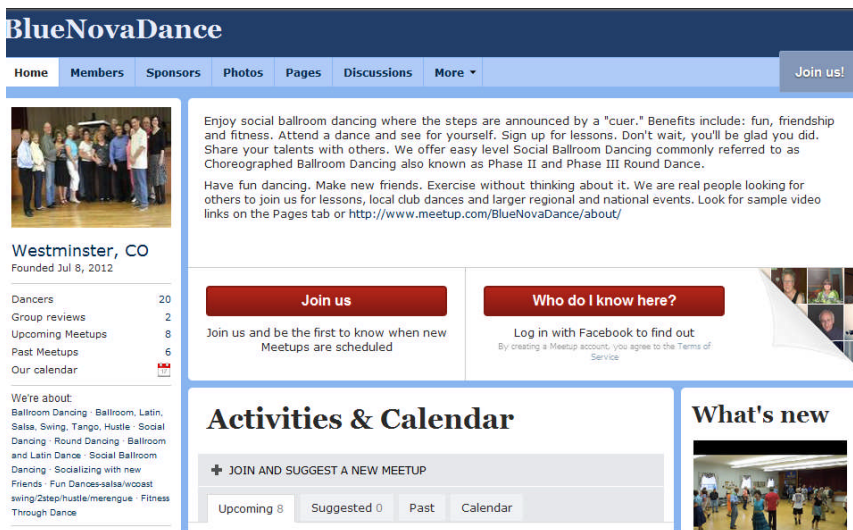 BlueNovaDance
Home Members Sponsors Photos Pages Discussions More
Join us!
Enjoy social ballroom dancing where the steps are announced by a "cuer." Benefits include: fun, friendship
and fitness. Attend a dance and see for yourself. Sign up for lessons. Don't wait, you'll be glad you did.
Share your talents with others. We offer easy level Social Ballroom Dancing commonly referred to as
Choreographed Ballroom Dancing also known as Phase II and Phase III Round Dance.
Have fun dancing. Make new friends. Exercise without thinking about it. We are real people looking for
others to join us for lessons, local club dances and larger regional and national events. Look for sample video
links on the Pages tab or http://www.meetup.com/BlueNovaDance/about/
Westminster, CO
Founded Jul 8, 2012
Dancers 20
Group reviews 2
Upcoming Meetups 8
Past Meetups 6
Our calendar
We're about:
Ballroom Dancing · Ballroom, Latin,
Salsa, Swing, Tango, Hustle · Social
Dancing · Round Dancing · Ballroom
and Latin Dance · Social Ballroom
Dancing · Socializing with new
Friends · Fun Dances-salsa/wcoast
swing/2step/hustle/merengue · Fitness
Through Dance
Join us
Join us and be the first to know when new
Meetups are scheduled
Who do I know here?
Log in with Facebook to find out
By creating a Meetup account, you agree to the Terms of
Service
Activities & Calendar
+ JOIN AND SUGGEST A NEW MEETUP
Upcoming 8 Suggested 0 Past Calendar
What's new